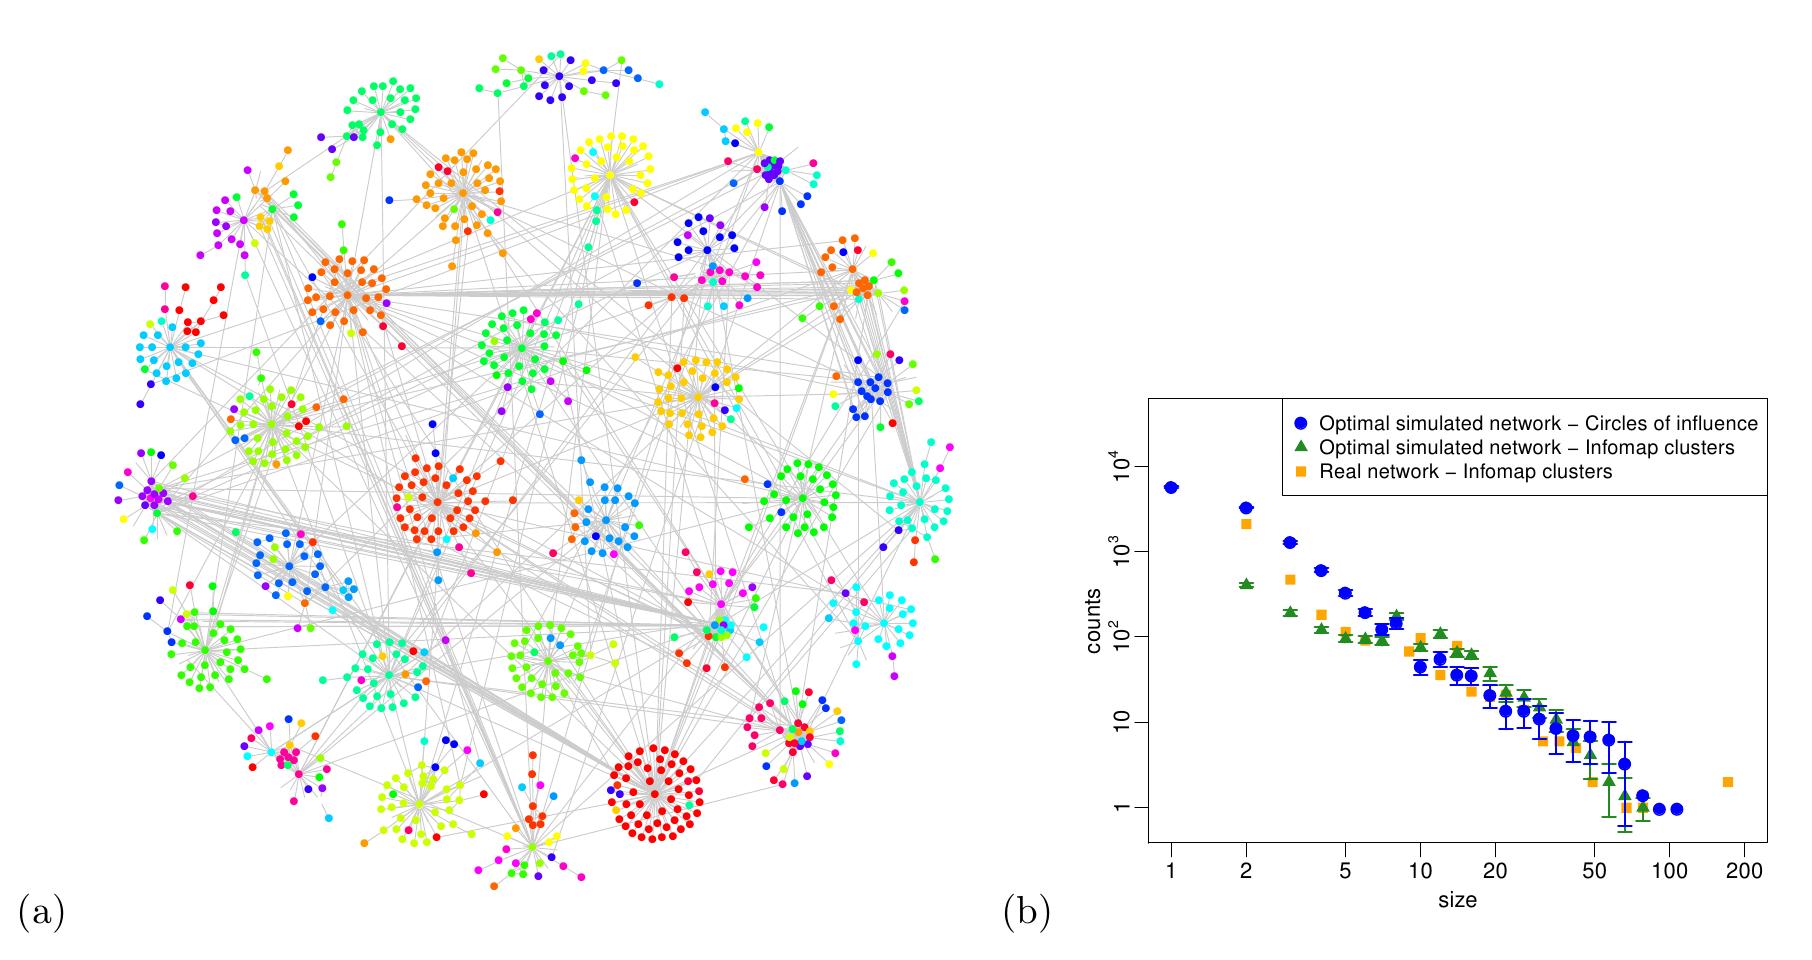 Optimal simulated network – Circles of influence
Optimal simulated network – Infomap clusters
Real network – Infomap clusters
10^4
10^3
10^2
10
1
counts
1 2 5 10 20 50 100 200
size
(a)
(b)